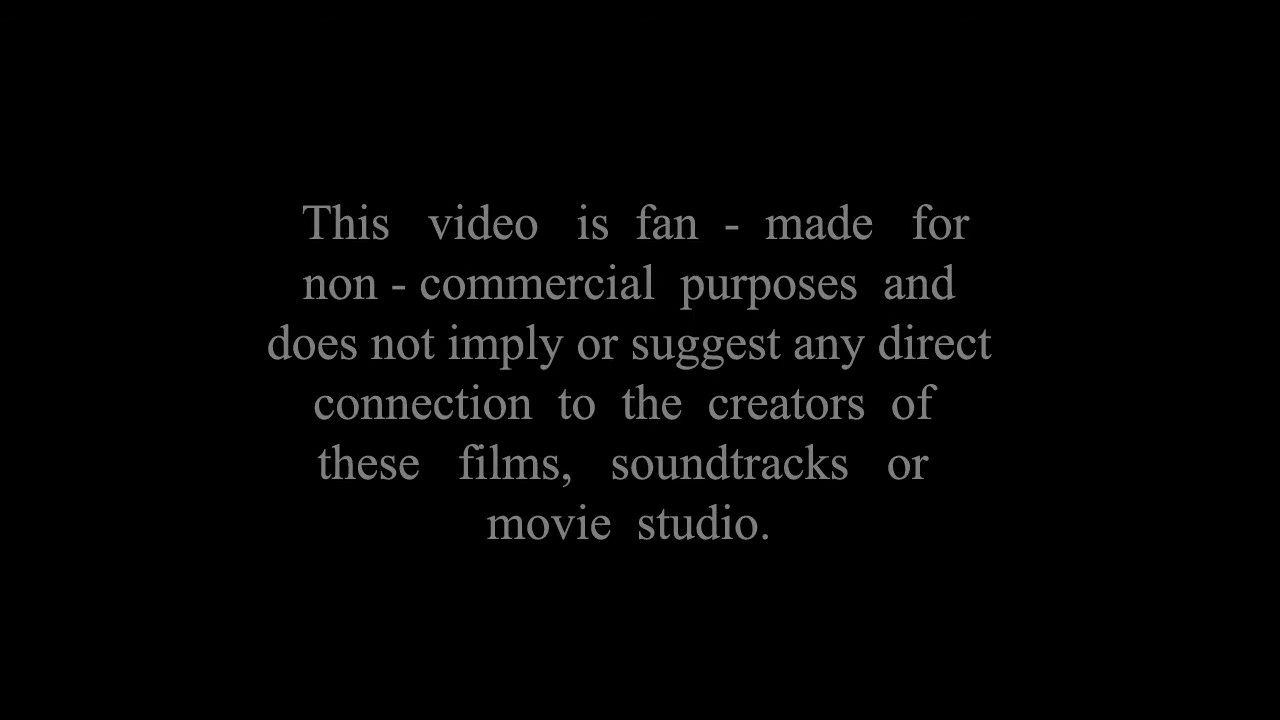 This video is fan - made for
non - commercial purposes and
does not imply or suggest any direct
connection to the creators of
these films, soundtracks or
movie studio.